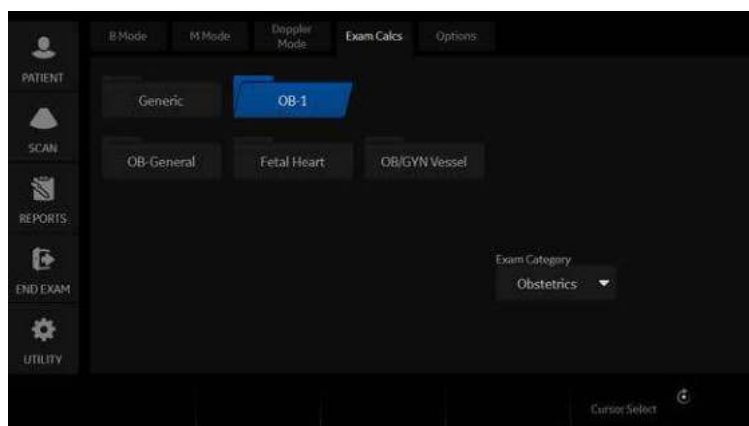 B Mode
M Mode
Doppler
Mode
Exam Calcs
Options
PATIENT
Generic
OB-1
SCAN
OB-General
Fetal Heart
OB/GYN Vessel
REPORTS
Exam Category
END EXAM
Obstetrics
UTILITY
Cursor Select